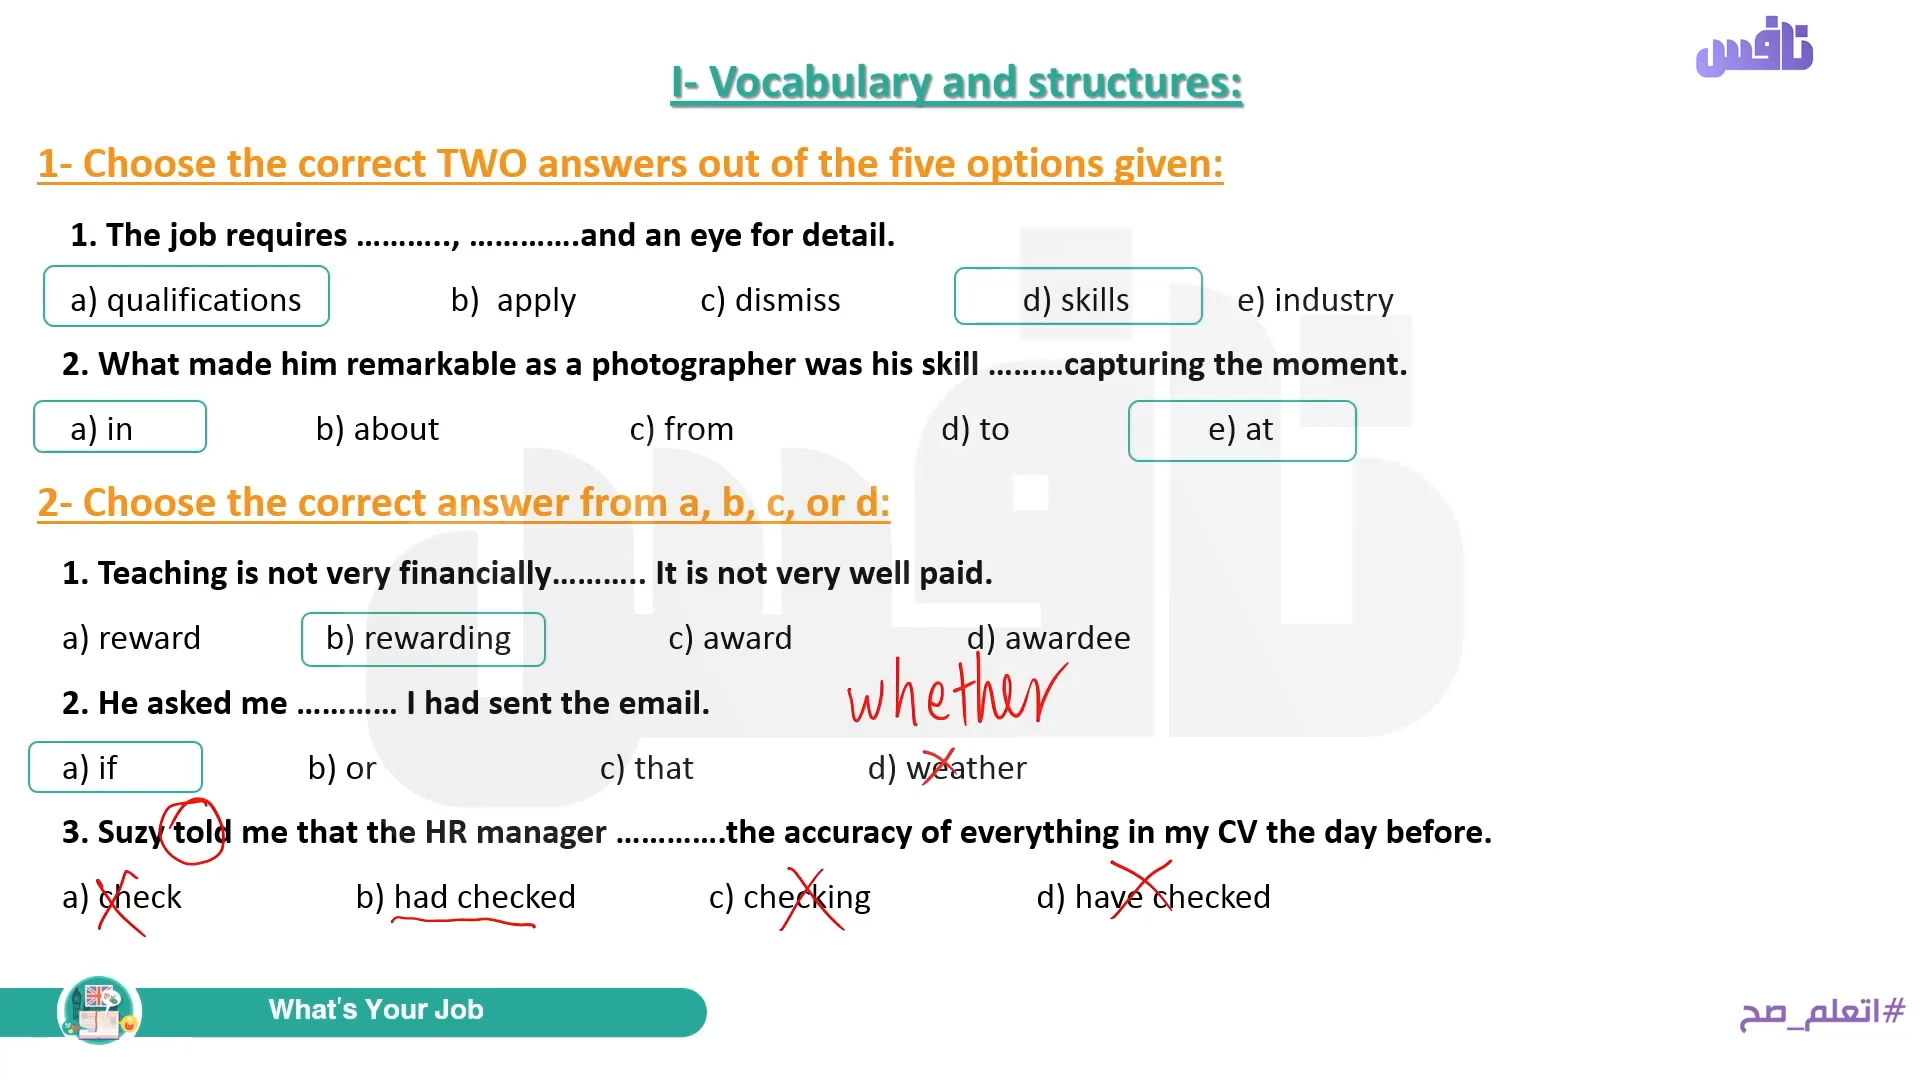 نافس
I- Vocabulary and structures:
1- Choose the correct TWO answers out of the five options given:
1. The job requires ……….., ………….and an eye for detail.
a) qualifications b) apply c) dismiss d) skills e) industry
2. What made him remarkable as a photographer was his skill ………capturing the moment.
a) in b) about c) from d) to e) at
2- Choose the correct answer from a, b, c, or d:
1. Teaching is not very financially……….. It is not very well paid.
a) reward b) rewarding c) award d) awardee
whether
2. He asked me ………… I had sent the email.
a) if b) or c) that d) weather
3. Suzy told me that the HR manager ………….the accuracy of everything in my CV the day before.
a) check b) had checked c) checking d) have checked
What's Your Job
#اتعلم_صح